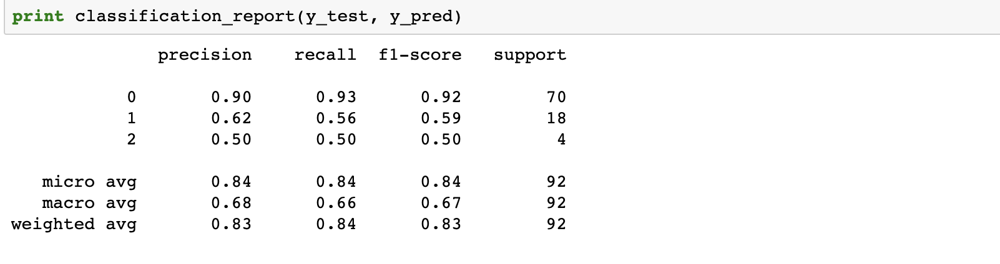 print classification_report(y_test, y_pred)
precision recall f1-score support
0 0.90 0.93 0.92 70
1 0.62 0.56 0.59 18
2 0.50 0.50 0.50 4
micro avg 0.84 0.84 0.84 92
macro avg 0.68 0.66 0.67 92
weighted avg 0.83 0.84 0.83 92